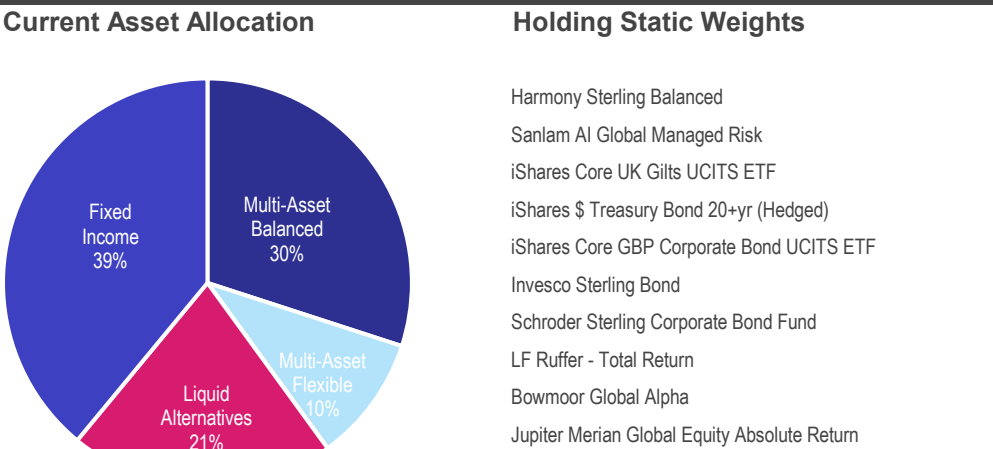 Current Asset Allocation
Holding Static Weights
Fixed
Income
39%
Multi-Asset
Balanced
30%
Multi-Asset
Flexible
10%
Liquid
Alternatives
21%
Harmony Sterling Balanced
Sanlam AI Global Managed Risk
iShares Core UK Gilts UCITS ETF
iShares $ Treasury Bond 20+yr (Hedged)
iShares Core GBP Corporate Bond UCITS ETF
Invesco Sterling Bond
Schroder Sterling Corporate Bond Fund
LF Ruffer - Total Return
Bowmoor Global Alpha
Jupiter Merian Global Equity Absolute Return